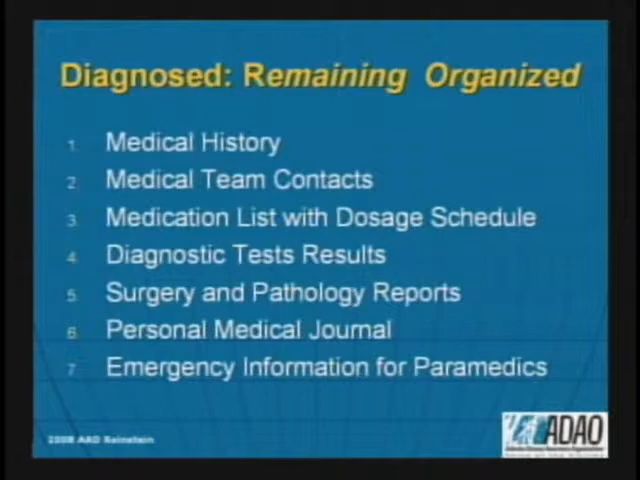 Diagnosed: Remaining Organized
1. Medical History
2. Medical Team Contacts
3. Medication List with Dosage Schedule
4. Diagnostic Tests Results
5. Surgery and Pathology Reports
6. Personal Medical Journal
7. Emergency Information for Paramedics
2008 AAO Reinstein
ADAO